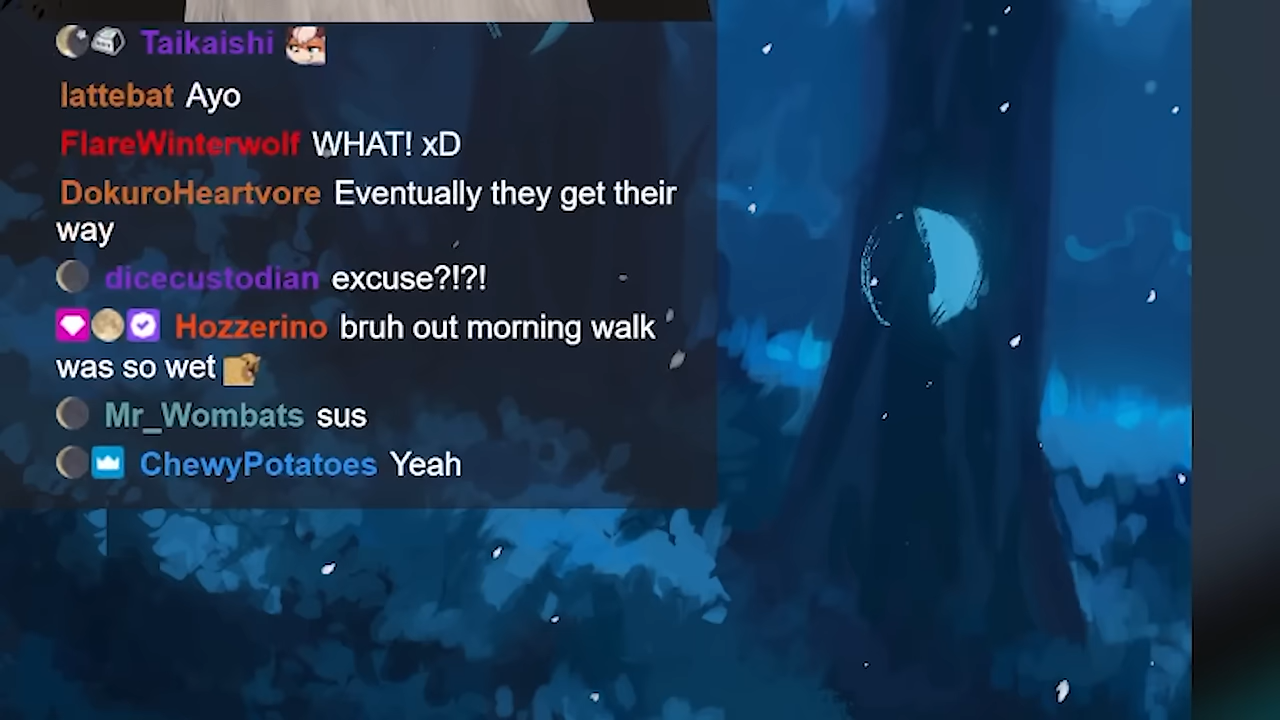 Taikaishi
lattebat Ayo
FlareWinterwolf WHAT! xD
DokuroHeartvore Eventually they get their
way
dicecustodian excuse?!?!
Hozzerino bruh out morning walk
was so wet
Mr_Wombats sus
ChewyPotatoes Yeah